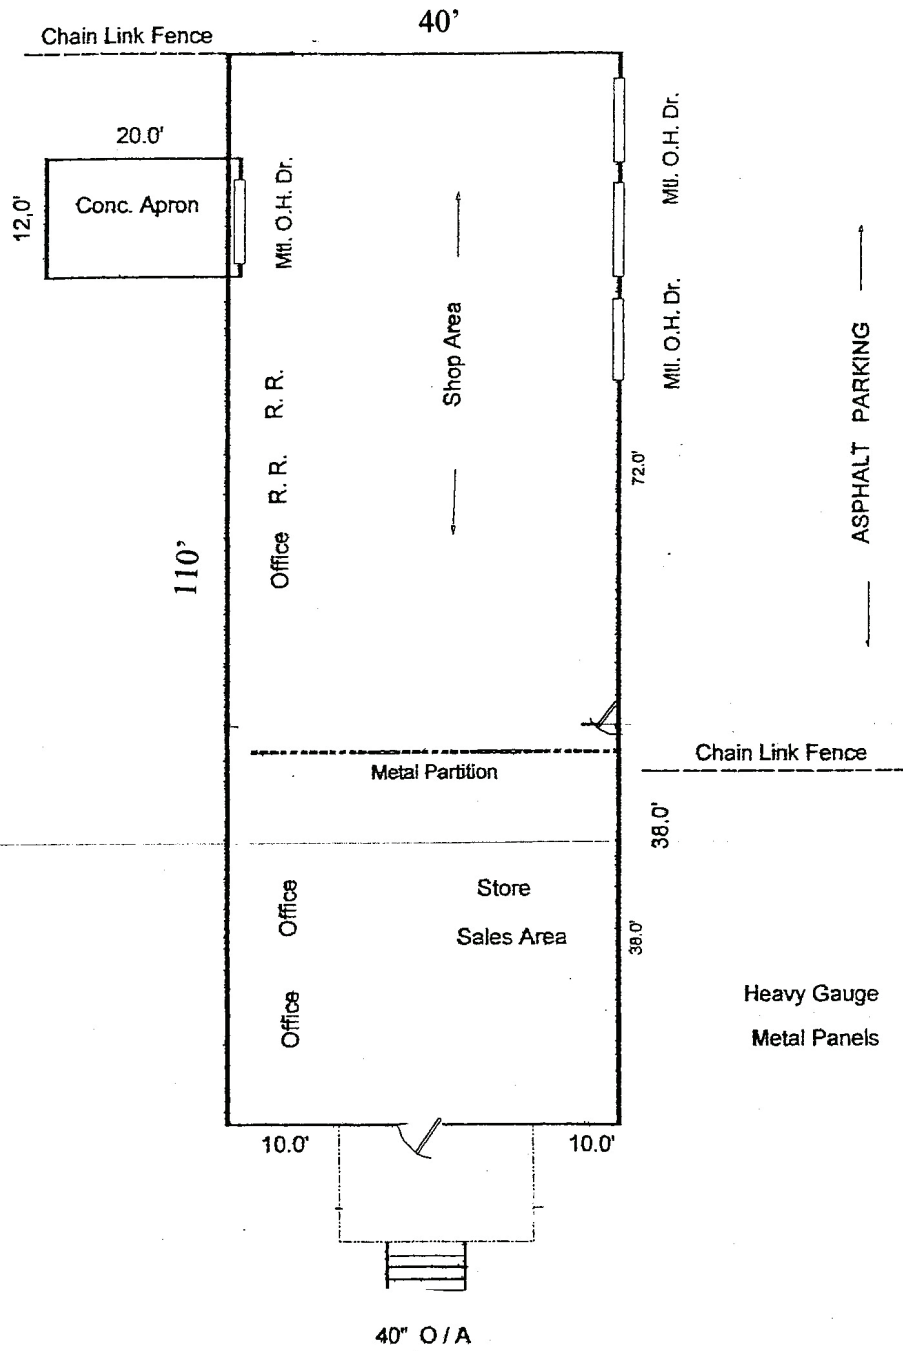 40’
Chain Link Fence
20.0'
12,0'
Conc. Apron
Mtl. O.H. Dr.
Mtl. O.H. Dr.
Mtl. O.H. Dr.
Shop Area
ASPHALT PARKING
R. R.
R. R.
Office
72.0'
110’
Chain Link Fence
Metal Partition
38.0'
Office
Store
Sales Area
38.0'
Office
Heavy Gauge
Metal Panels
10.0'
10.0'
40" O / A